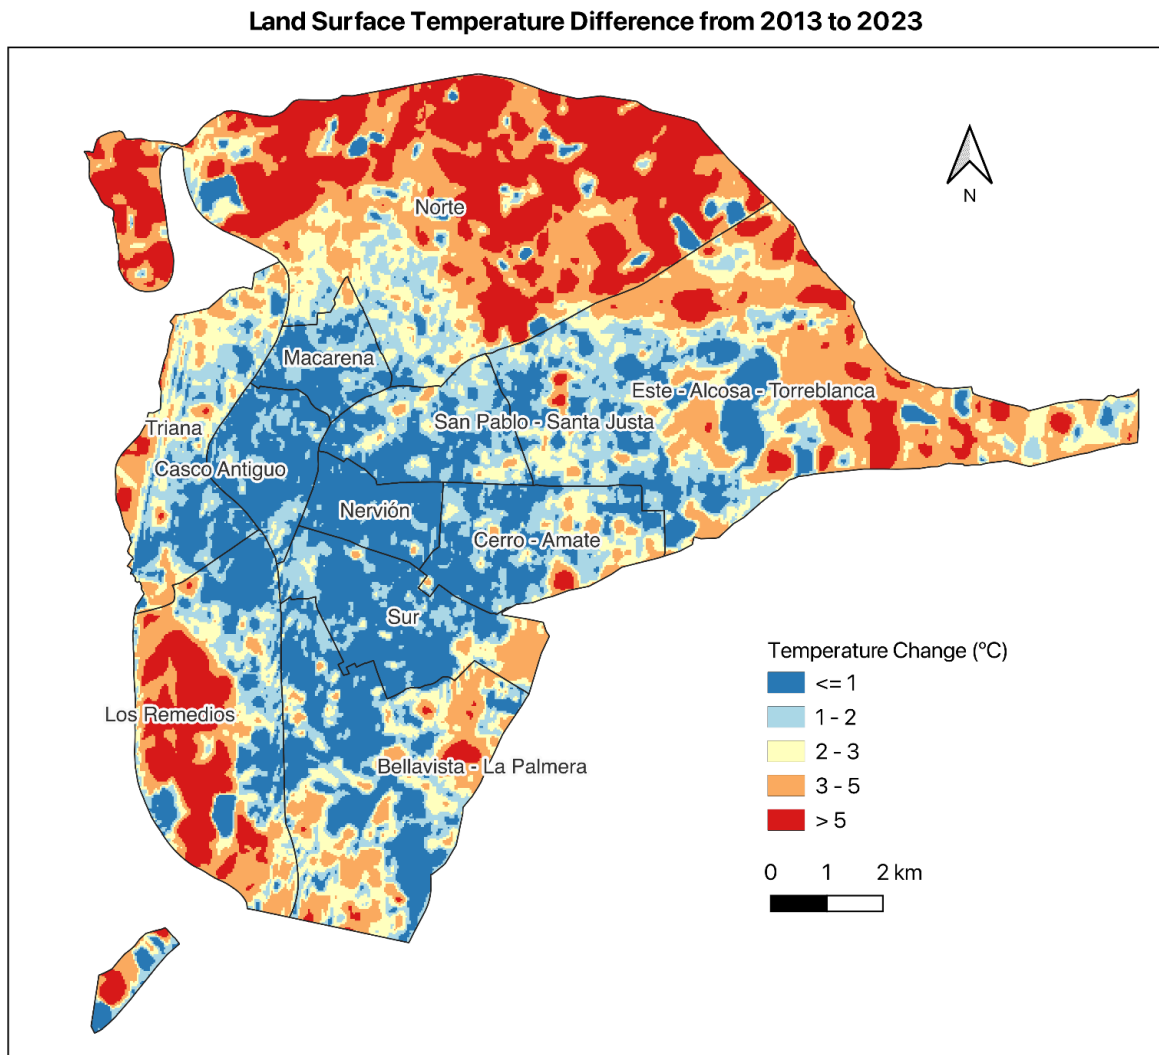 Land Surface Temperature Difference from 2013 to 2023
N
Norte
Macarena
Este - Alcosa - Torreblanca
San Pablo - Santa Justa
Triana
Casco Antiguo
Nervión
Cerro - Amate
Sur
Los Remedios
Bellavista - La Palmera
Temperature Change (°C)
<= 1
1 - 2
2 - 3
3 - 5
> 5
0 1 2 km